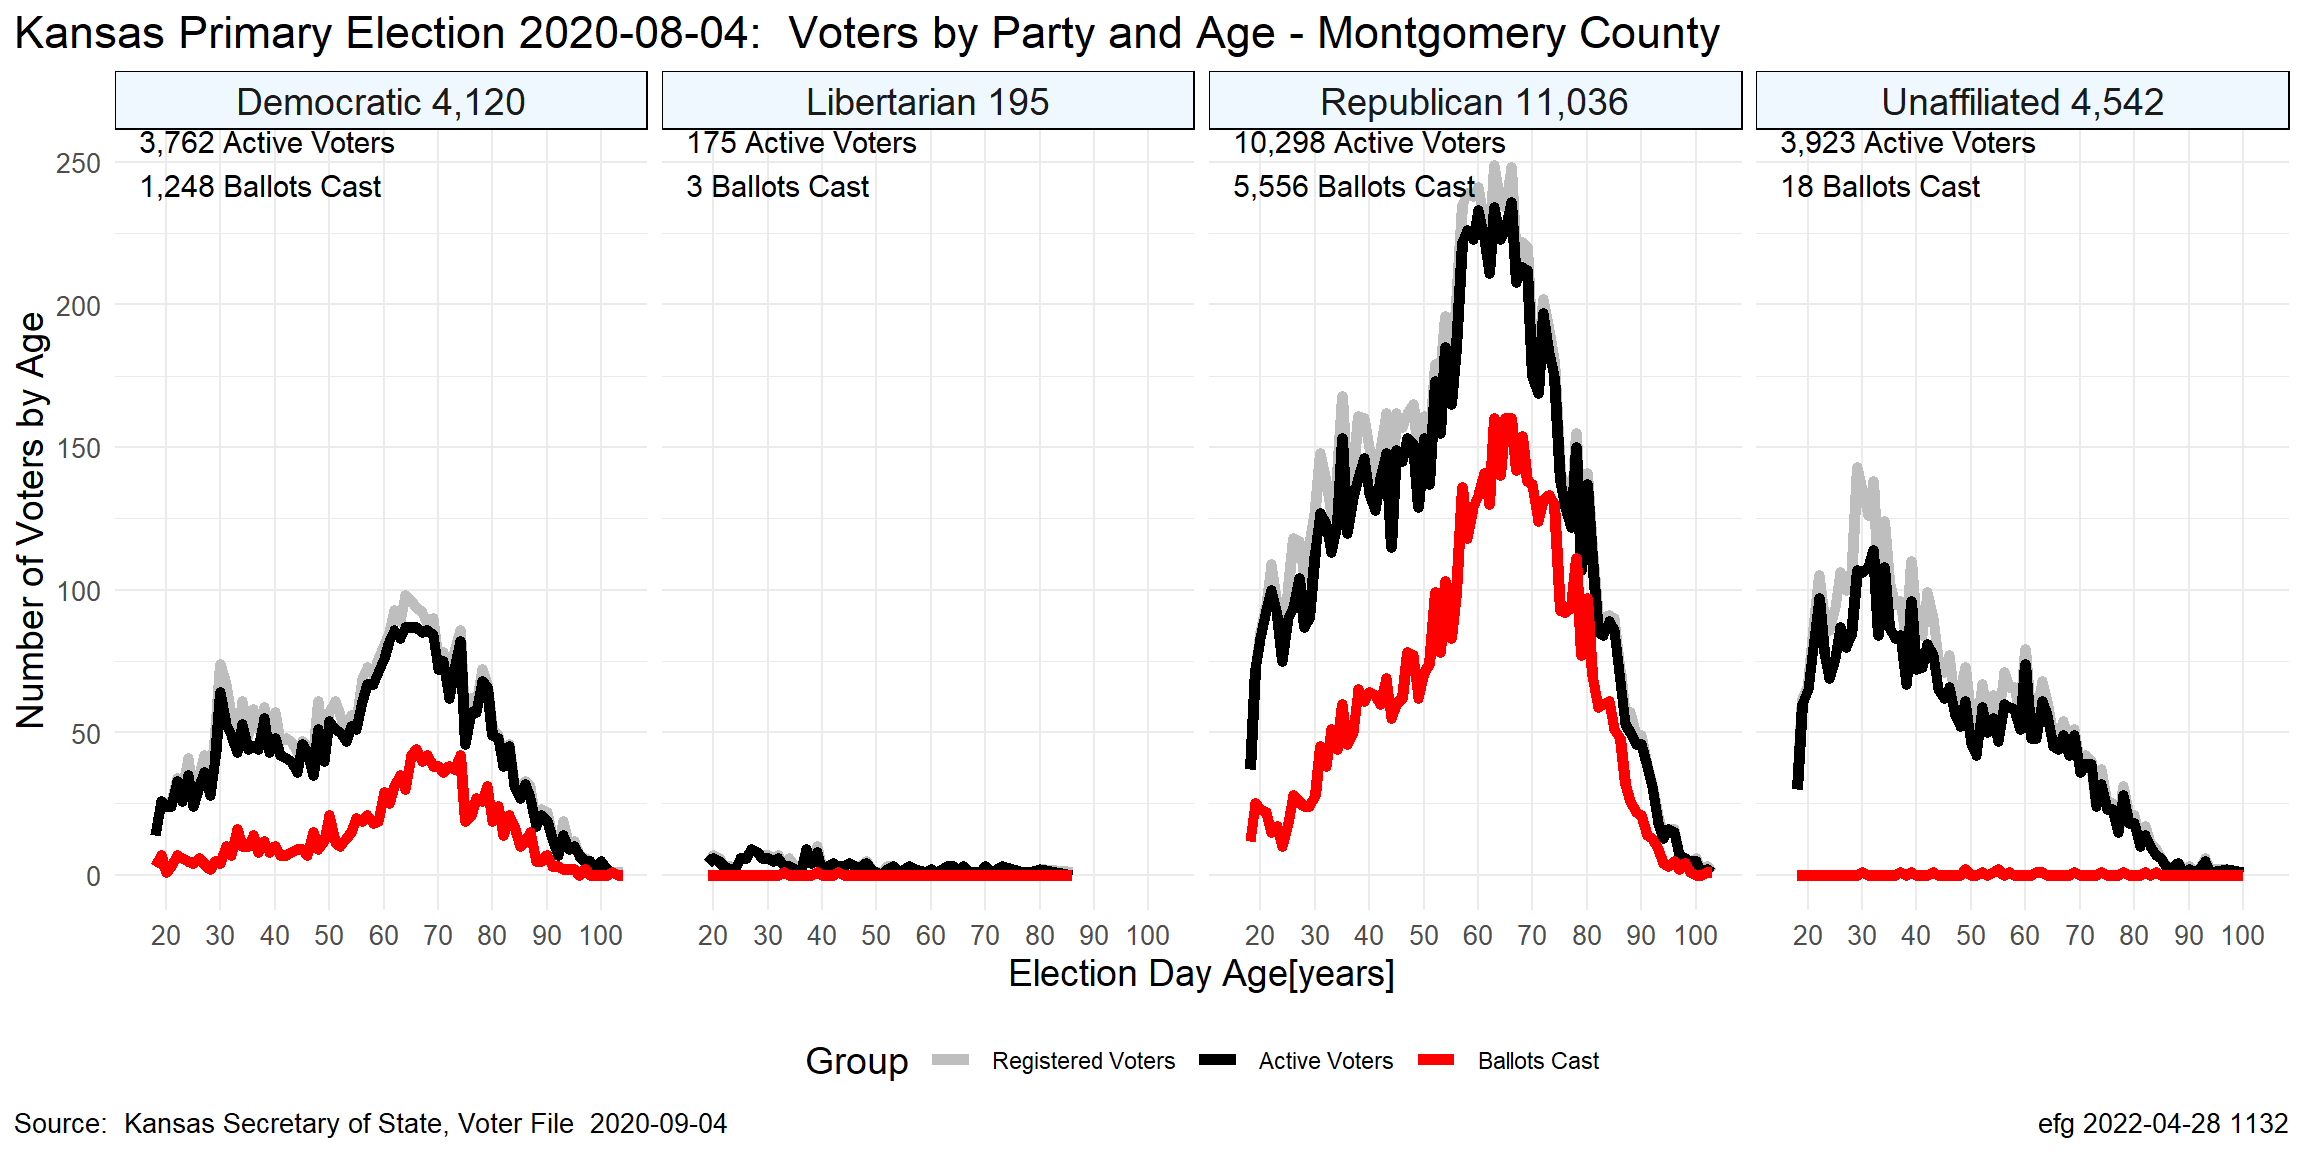 Kansas Primary Election 2020-08-04:  Voters by Party and Age - Montgomery County
Democratic 4,120
Libertarian 195
Republican 11,036
Unaffiliated 4,542
3,762 Active Voters
1,248 Ballots Cast
175 Active Voters
3 Ballots Cast
10,298 Active Voters
5,556 Ballots Cast
3,923 Active Voters
18 Ballots Cast
Number of Voters by Age
250
200
150
100
50
0
20 30 40 50 60 70 80 90 100
20 30 40 50 60 70 80 90 100
20 30 40 50 60 70 80 90 100
20 30 40 50 60 70 80 90 100
Election Day Age[years]
Group Registered Voters Active Voters Ballots Cast
Source:  Kansas Secretary of State, Voter File  2020-09-04
efg 2022-04-28 1132